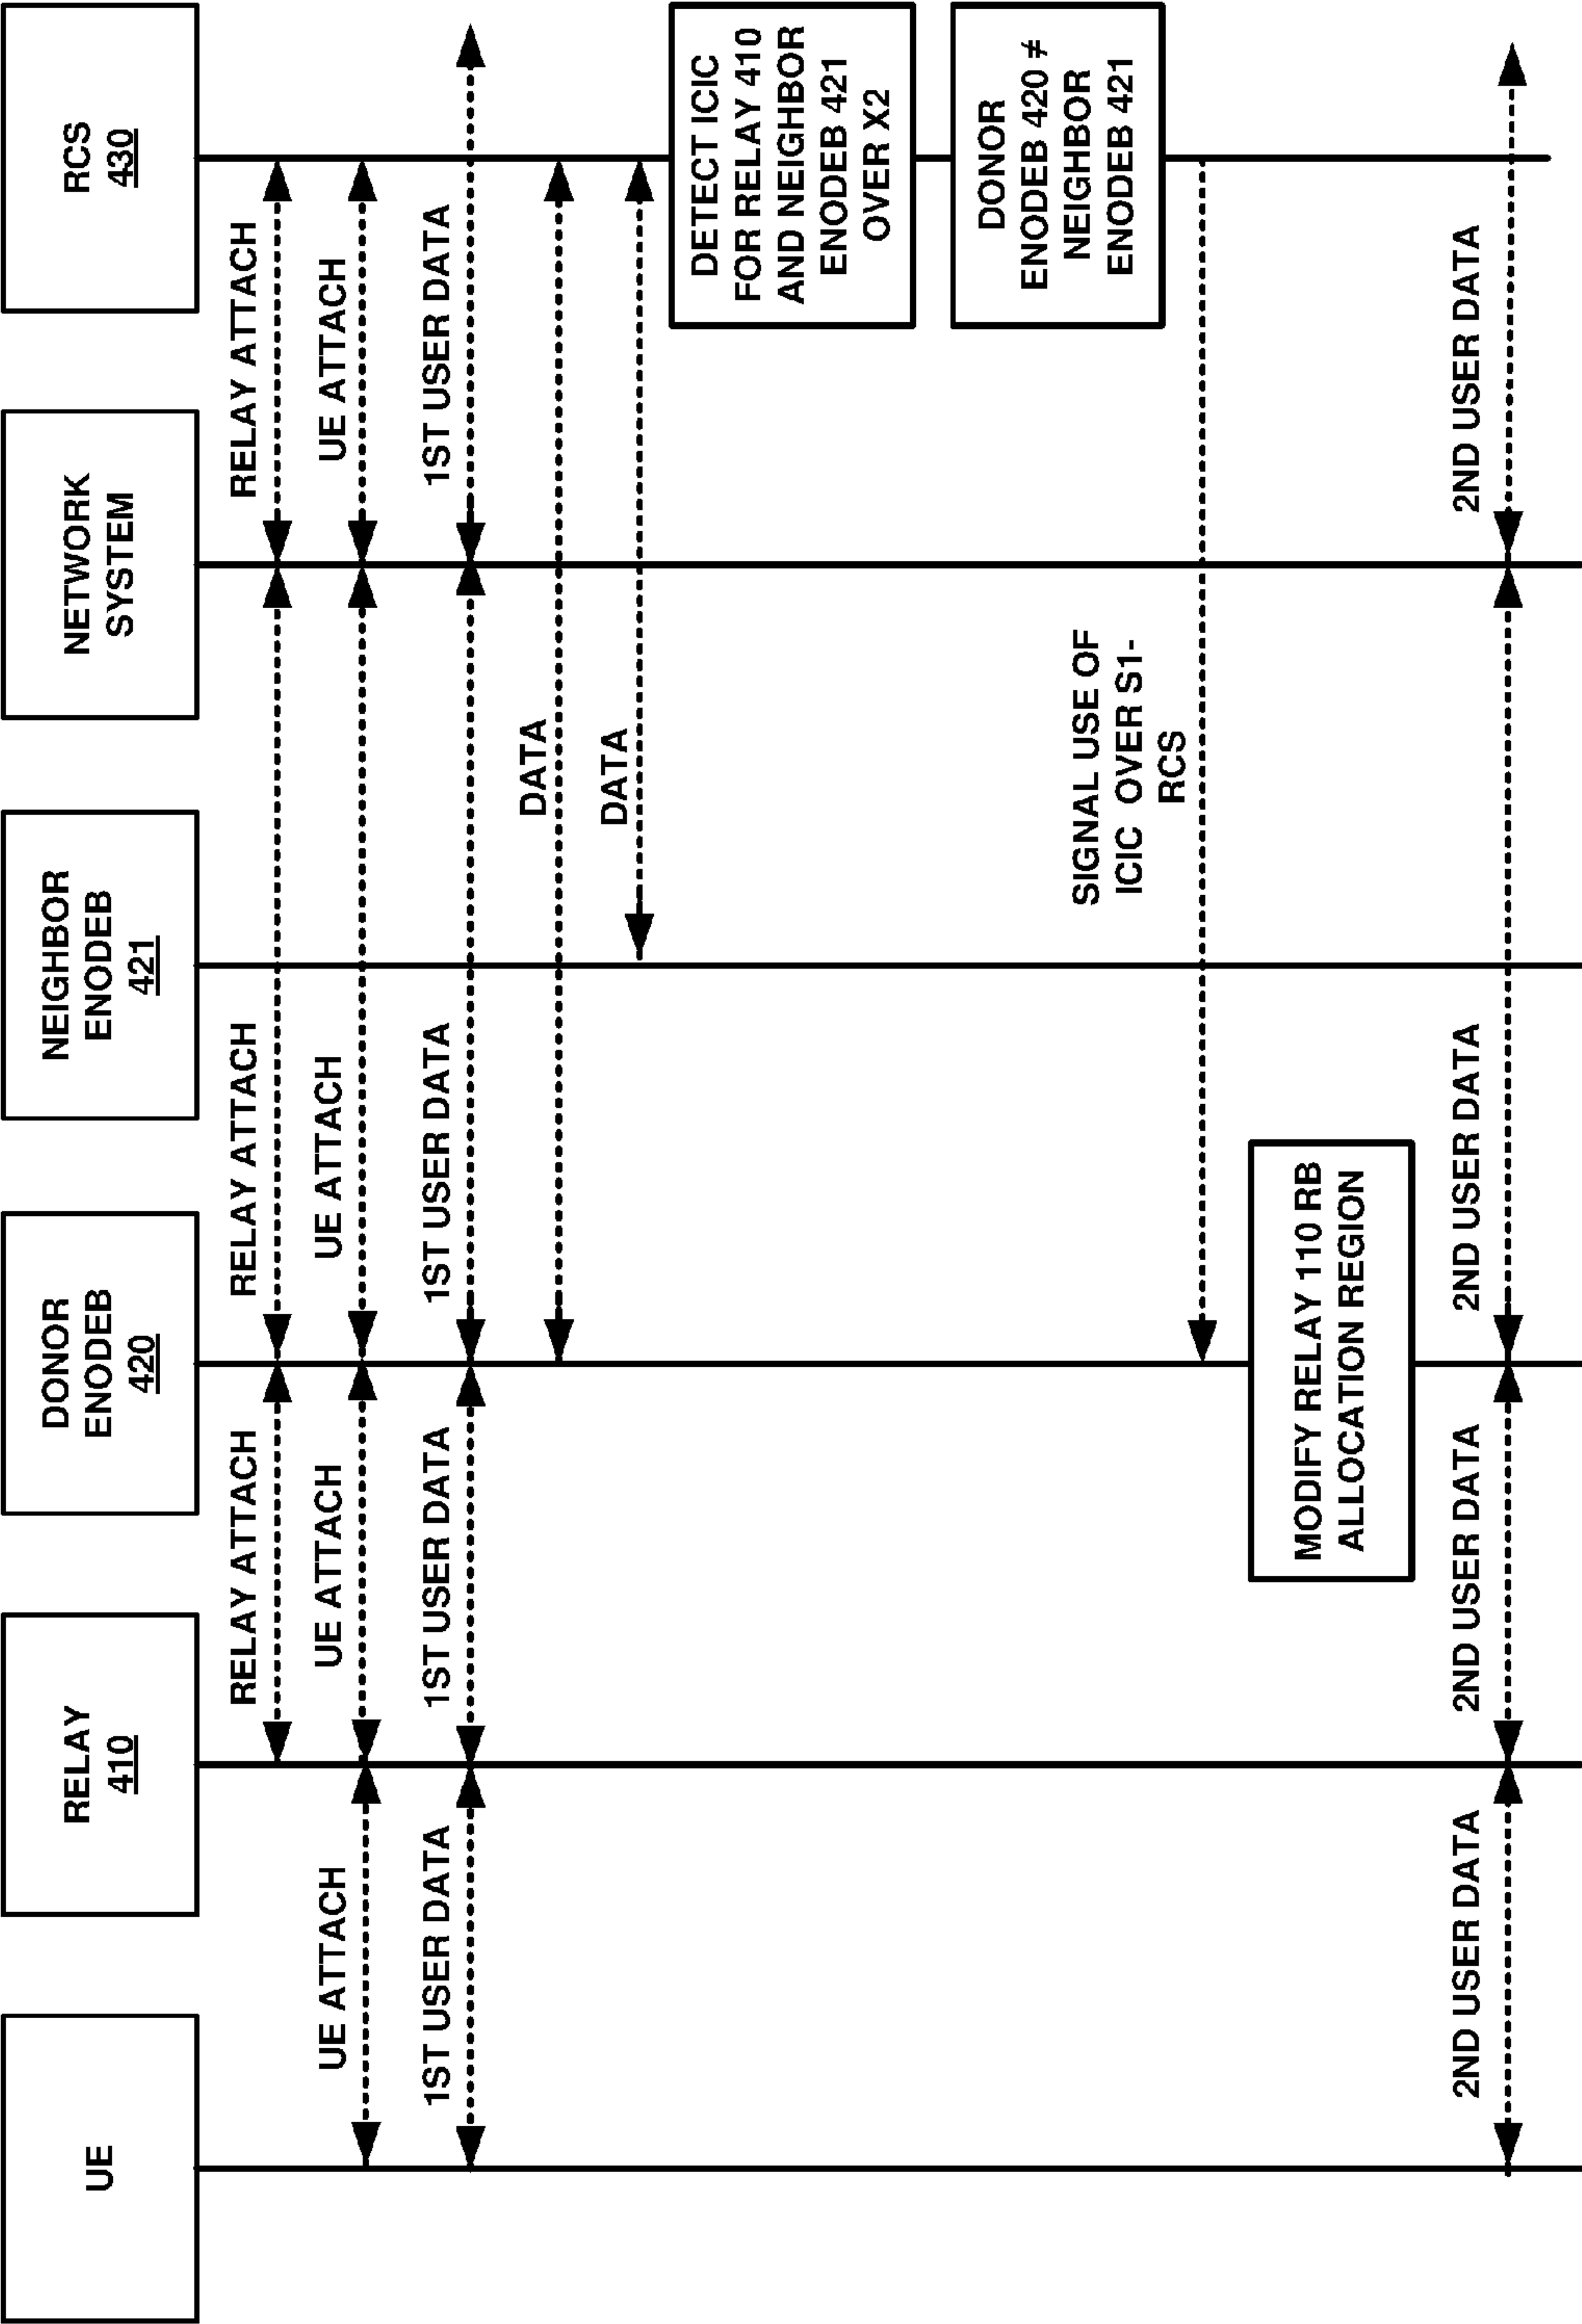 UE
RELAY
410
DONOR
ENODEB
420
NEIGHBOR
ENODEB
421
NETWORK
SYSTEM
RCS
430
RELAY ATTACH
RELAY ATTACH
RELAY ATTACH
UE ATTACH
UE ATTACH
UE ATTACH
UE ATTACH
1ST USER DATA
1ST USER DATA
1ST USER DATA
1ST USER DATA
DATA
DATA
DETECT ICIC
FOR RELAY 410
AND NEIGHBOR
ENODEB 421
OVER X2
DONOR
ENODEB 420 ≠
NEIGHBOR
ENODEB 421
SIGNAL USE OF
ICIC OVER S1-
RCS
MODIFY RELAY 110 RB
ALLOCATION REGION
2ND USER DATA
2ND USER DATA
2ND USER DATA
2ND USER DATA